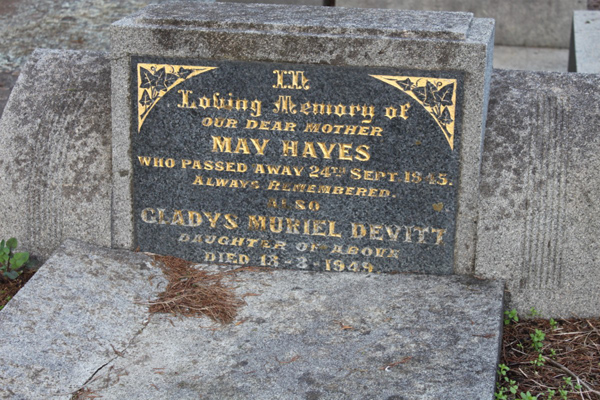 In
Loving Memory of
OUR DEAR MOTHER
MAY HAYES
WHO PASSED AWAY 24TH SEPT 1945.
ALWAYS REMEMBERED.
ALSO
GLADYS MURIEL DEVITT
DAUGHTER OF ABOVE
DIED 13-3-1949